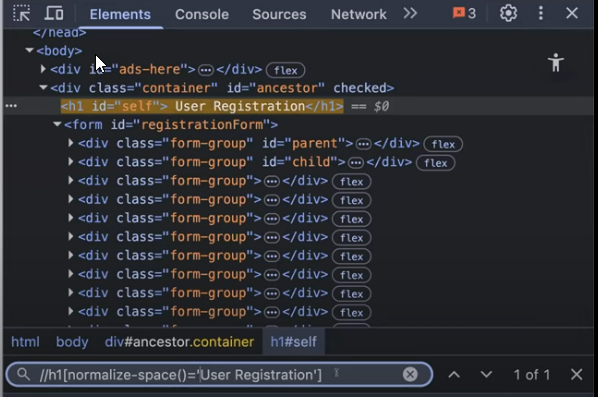 Elements Console Sources Network 3
</head>
<body>
<div id="ads-here"> ⋯ </div> flex
<div class="container" id="ancestor" checked>
⋯ <h1 id="self"> User Registration</h1> == $0
<form id="registrationForm">
<div class="form-group" id="parent"> ⋯ </div> flex
<div class="form-group" id="child"> ⋯ </div> flex
<div class="form-group"> ⋯ </div> flex
<div class="form-group"> ⋯ </div> flex
<div class="form-group"> ⋯ </div> flex
<div class="form-group"> ⋯ </div> flex
<div class="form-group"> ⋯ </div> flex
<div class="form-group"> ⋯ </div> flex
<div class="form-group"> ⋯ </div> flex
<div class="form-group"> ⋯ </div> flex
html body div#ancestor.container h1#self
//h1[normalize-space()='User Registration'] 1 of 1